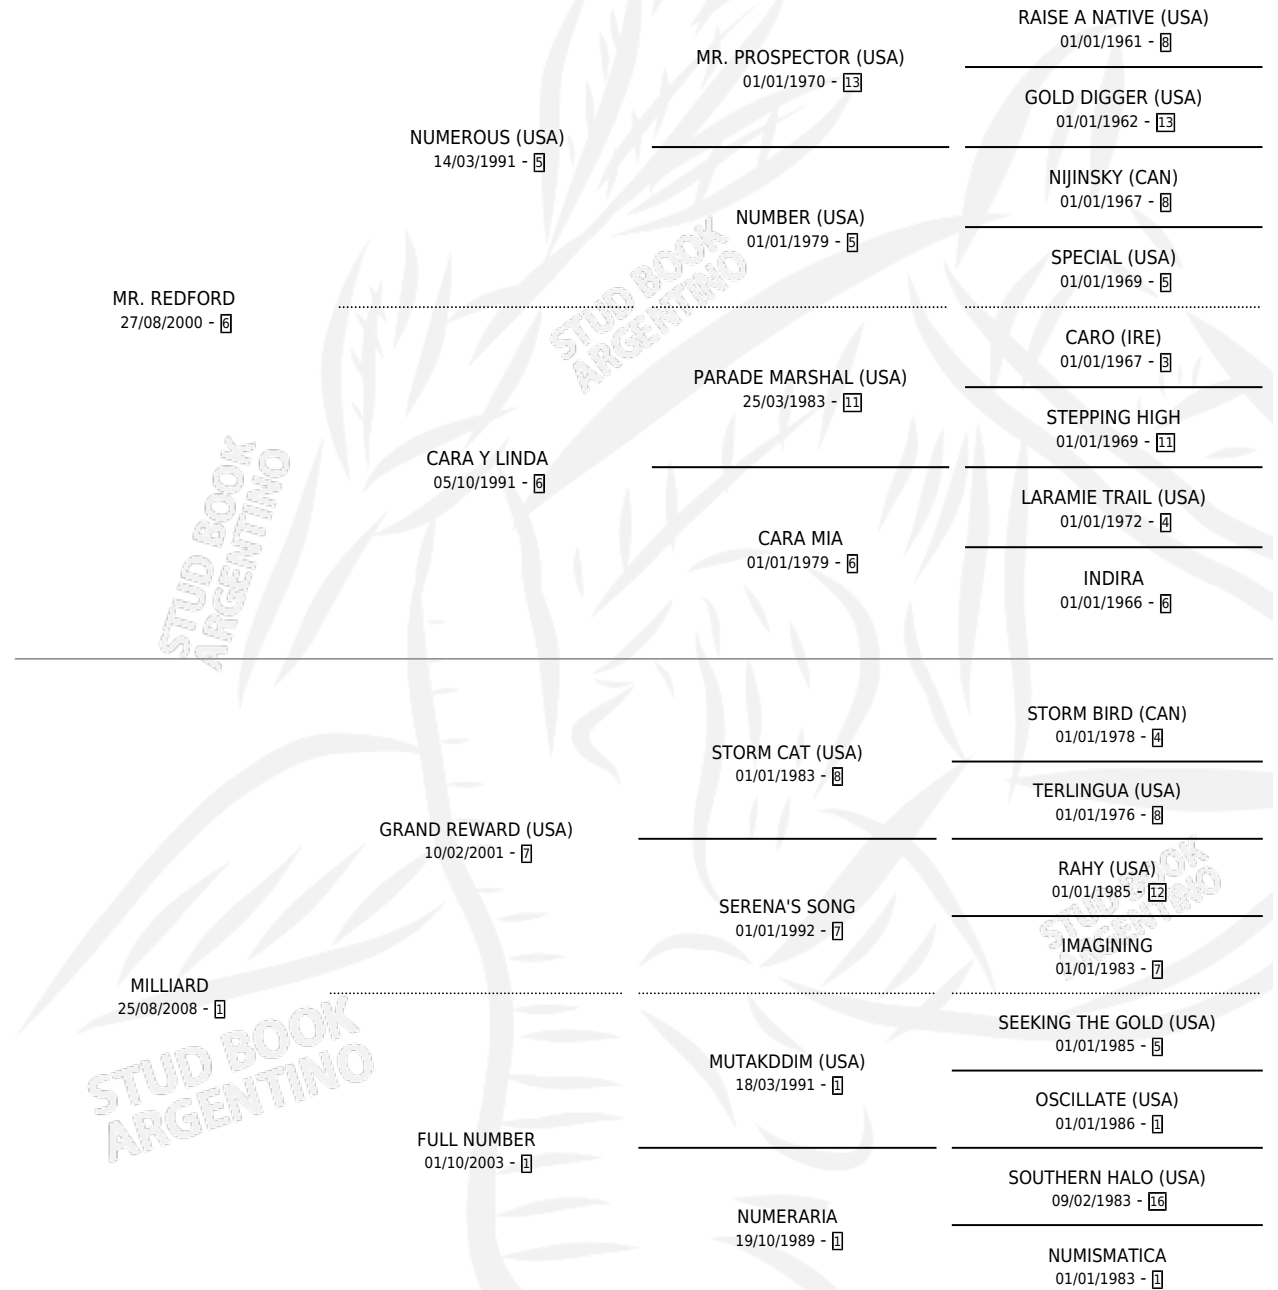 RAISE A NATIVE (USA)
01/01/1961 - 8
MR. PROSPECTOR (USA)
01/01/1970 - 13
GOLD DIGGER (USA)
01/01/1962 - 13
NUMEROUS (USA)
14/03/1991 - 5
NIJINSKY (CAN)
01/01/1967 - 8
NUMBER (USA)
01/01/1979 - 5
SPECIAL (USA)
01/01/1969 - 5
STUD BOOK
ARGENTINO
MR. REDFORD
27/08/2000 - 6
CARO (IRE)
01/01/1967 - 3
PARADE MARSHAL (USA)
25/03/1983 - 11
STEPPING HIGH
01/01/1969 - 11
CARA Y LINDA
05/10/1991 - 6
STUD BOOK
ARGENTINO
LARAMIE TRAIL (USA)
01/01/1972 - 4
CARA MIA
01/01/1979 - 6
INDIRA
01/01/1966 - 6
STORM BIRD (CAN)
01/01/1978 - 4
STORM CAT (USA)
01/01/1983 - 8
TERLINGUA (USA)
01/01/1976 - 8
GRAND REWARD (USA)
10/02/2001 - 7
RAHY (USA)
01/01/1985 - 12
SERENA'S SONG
01/01/1992 - 7
STUD BOOK
ARGENTINO
IMAGINING
01/01/1983 - 7
MILLIARD
25/08/2008 - 1
STUD BOOK
ARGENTINO
SEEKING THE GOLD (USA)
01/01/1985 - 5
MUTAKDDIM (USA)
18/03/1991 - 1
OSCILLATE (USA)
01/01/1986 - 1
FULL NUMBER
01/10/2003 - 1
SOUTHERN HALO (USA)
09/02/1983 - 16
NUMERARIA
19/10/1989 - 1
NUMISMATICA
01/01/1983 - 1